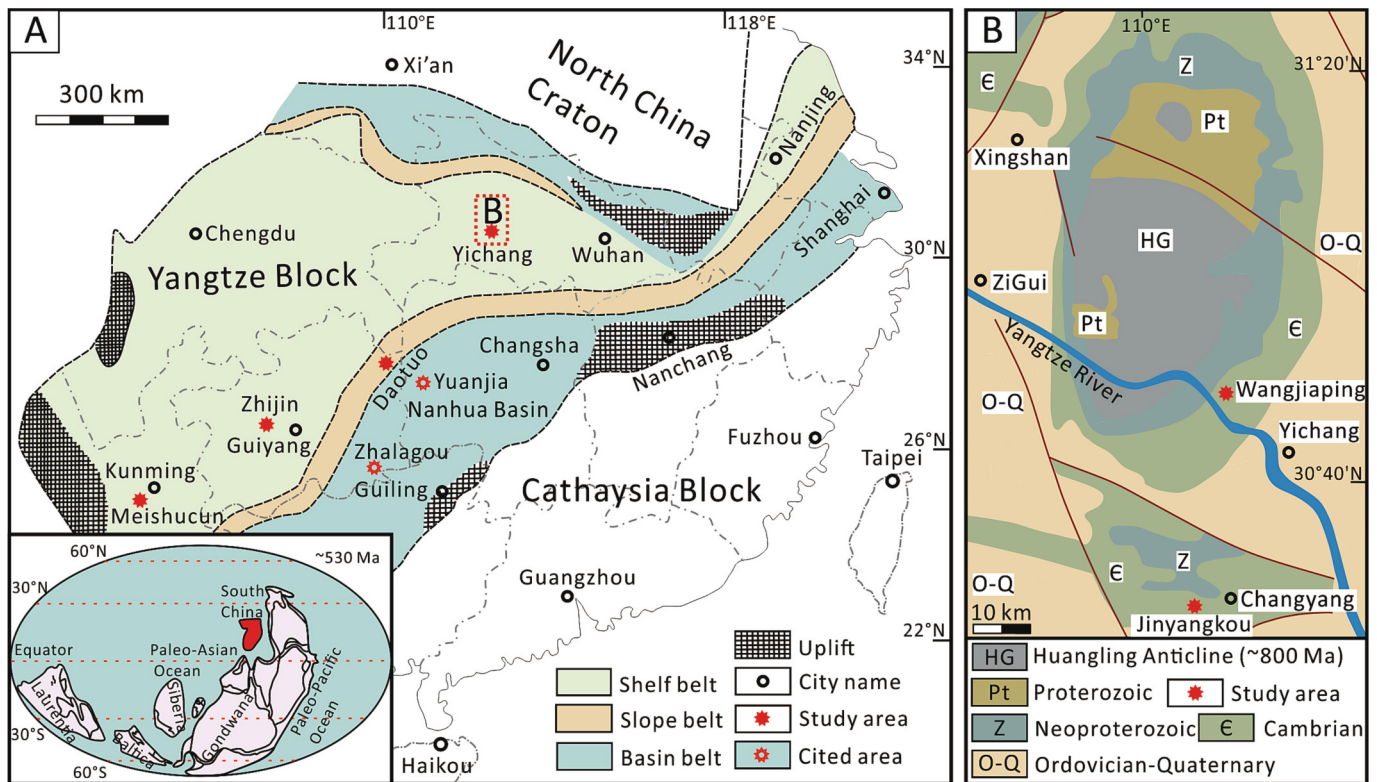 A
110°E
118°E
34°N
Xi'an
300 km
North China
Craton
Nanjing
Shanghai
B
Chengdu
Yichang
Wuhan
30°N
Yangtze Block
Daotuo
Changsha
Nanchang
Yuanjia
Nanhua Basin
Zhijin
Guiyang
Zhalagou
Guiling
Kunming
Meishucun
Fuzhou
26°N
Taipei
Cathaysia Block
Guangzhou
22°N
Haikou
60°N
~530 Ma
30°N
South
China
Equator
Paleo-Asian
Ocean
Laurentia
Siberia
Baltica
Gondwana
Paleo-Pacific
Ocean
30°S
60°S
Uplift
Shelf belt
City name
Slope belt
Study area
Basin belt
Cited area
B
110°E
31°20'N
Є
Z
Pt
Xingshan
HG
O-Q
ZiGui
Pt
Є
Yangtze River
Wangjiaping
O-Q
Yichang
30°40'N
Є
Z
O-Q
Changyang
10 km
Jinyangkou
HG Huangling Anticline (~800 Ma)
Pt Proterozoic
Study area
Z Neoproterozoic
Є Cambrian
O-Q Ordovician-Quaternary